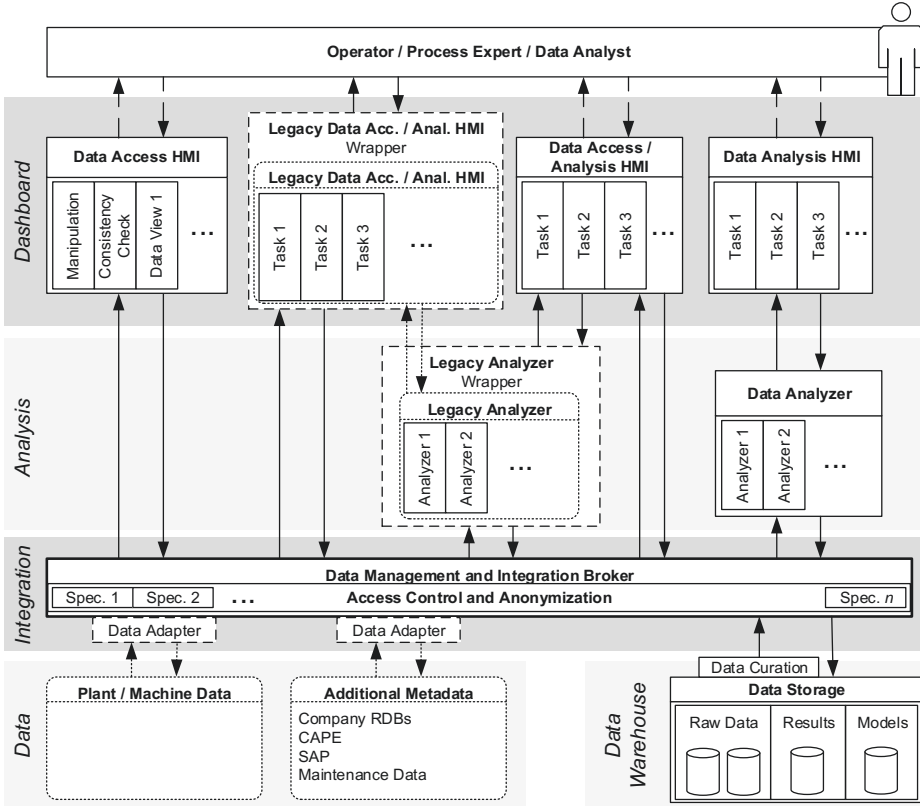 Operator / Process Expert / Data Analyst
Dashboard
Data Access HMI
Manipulation
Consistency
Check
Data View 1
...
Legacy Data Acc. / Anal. HMI
Wrapper
Legacy Data Acc. / Anal. HMI
Task 1
Task 2
Task 3
...
Data Access /
Analysis HMI
Task 1
Task 2
Task 3
...
Data Analysis HMI
Task 1
Task 2
Task 3
...
Analysis
Legacy Analyzer
Wrapper
Legacy Analyzer
Analyzer 1
Analyzer 2
...
Data Analyzer
Analyzer 1
Analyzer 2
...
Integration
Data Management and Integration Broker
Spec. 1
Spec. 2
...
Access Control and Anonymization
Spec. n
Data Adapter
Data Adapter
Data
Plant / Machine Data
Additional Metadata
Company RDBs
CAPE
SAP
Maintenance Data
Data
Warehouse
Data Curation
Data Storage
Raw Data
Results
Models